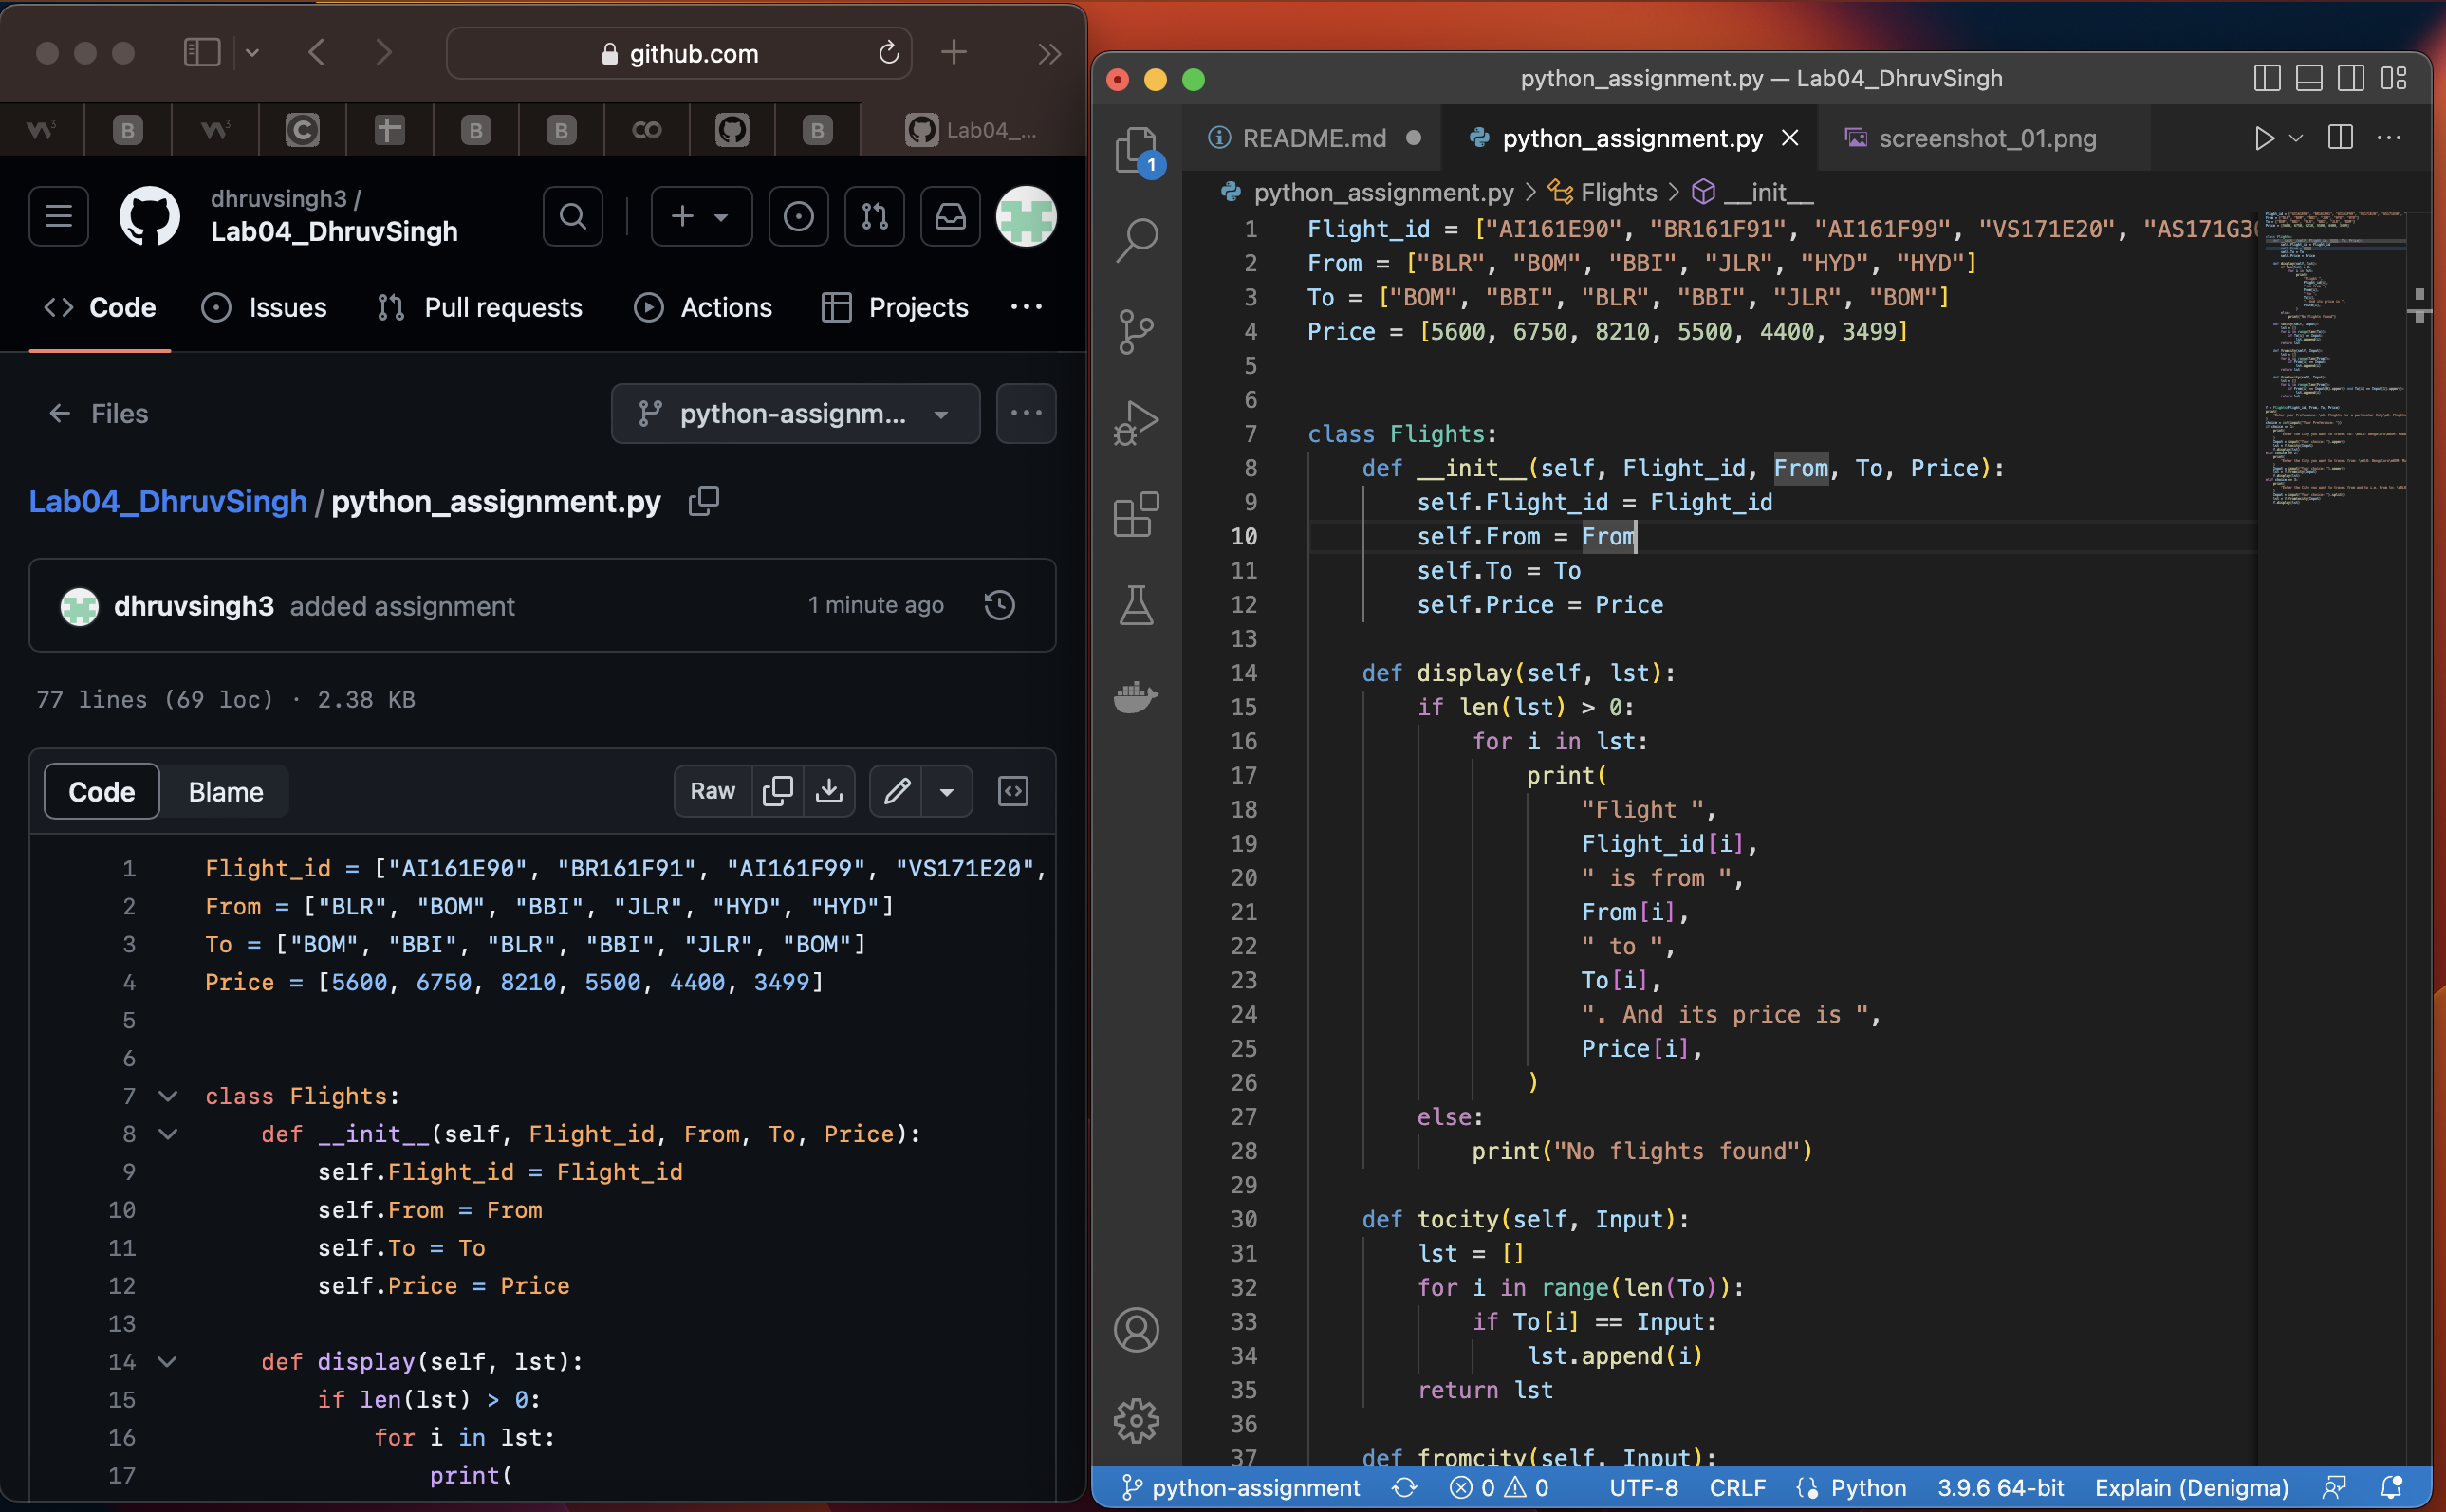 github.com
Lab04_...
dhruvsingh3 /
Lab04_DhruvSingh
Code Issues Pull requests Actions Projects
Files
python-assignm...
Lab04_DhruvSingh / python_assignment.py
dhruvsingh3 added assignment 1 minute ago
77 lines (69 loc) · 2.38 KB
Code Blame Raw
1 Flight_id = ["AI161E90", "BR161F91", "AI161F99", "VS171E20",
2 From = ["BLR", "BOM", "BBI", "JLR", "HYD", "HYD"]
3 To = ["BOM", "BBI", "BLR", "BBI", "JLR", "BOM"]
4 Price = [5600, 6750, 8210, 5500, 4400, 3499]
5
6
7 class Flights:
8 def __init__(self, Flight_id, From, To, Price):
9 self.Flight_id = Flight_id
10 self.From = From
11 self.To = To
12 self.Price = Price
13
14 def display(self, lst):
15 if len(lst) > 0:
16 for i in lst:
17 print(
python_assignment.py — Lab04_DhruvSingh
README.md python_assignment.py screenshot_01.png
python_assignment.py > Flights > __init__
1 Flight_id = ["AI161E90", "BR161F91", "AI161F99", "VS171E20", "AS171G30
2 From = ["BLR", "BOM", "BBI", "JLR", "HYD", "HYD"]
3 To = ["BOM", "BBI", "BLR", "BBI", "JLR", "BOM"]
4 Price = [5600, 6750, 8210, 5500, 4400, 3499]
5
6
7 class Flights:
8 def __init__(self, Flight_id, From, To, Price):
9 self.Flight_id = Flight_id
10 self.From = From
11 self.To = To
12 self.Price = Price
13
14 def display(self, lst):
15 if len(lst) > 0:
16 for i in lst:
17 print(
18 "Flight ",
19 Flight_id[i],
20 " is from ",
21 From[i],
22 " to ",
23 To[i],
24 ". And its price is ",
25 Price[i],
26 )
27 else:
28 print("No flights found")
29
30 def tocity(self, Input):
31 lst = []
32 for i in range(len(To)):
33 if To[i] == Input:
34 lst.append(i)
35 return lst
36
37 def fromcity(self, Input):
1
python-assignment 0 0 UTF-8 CRLF Python 3.9.6 64-bit Explain (Denigma)